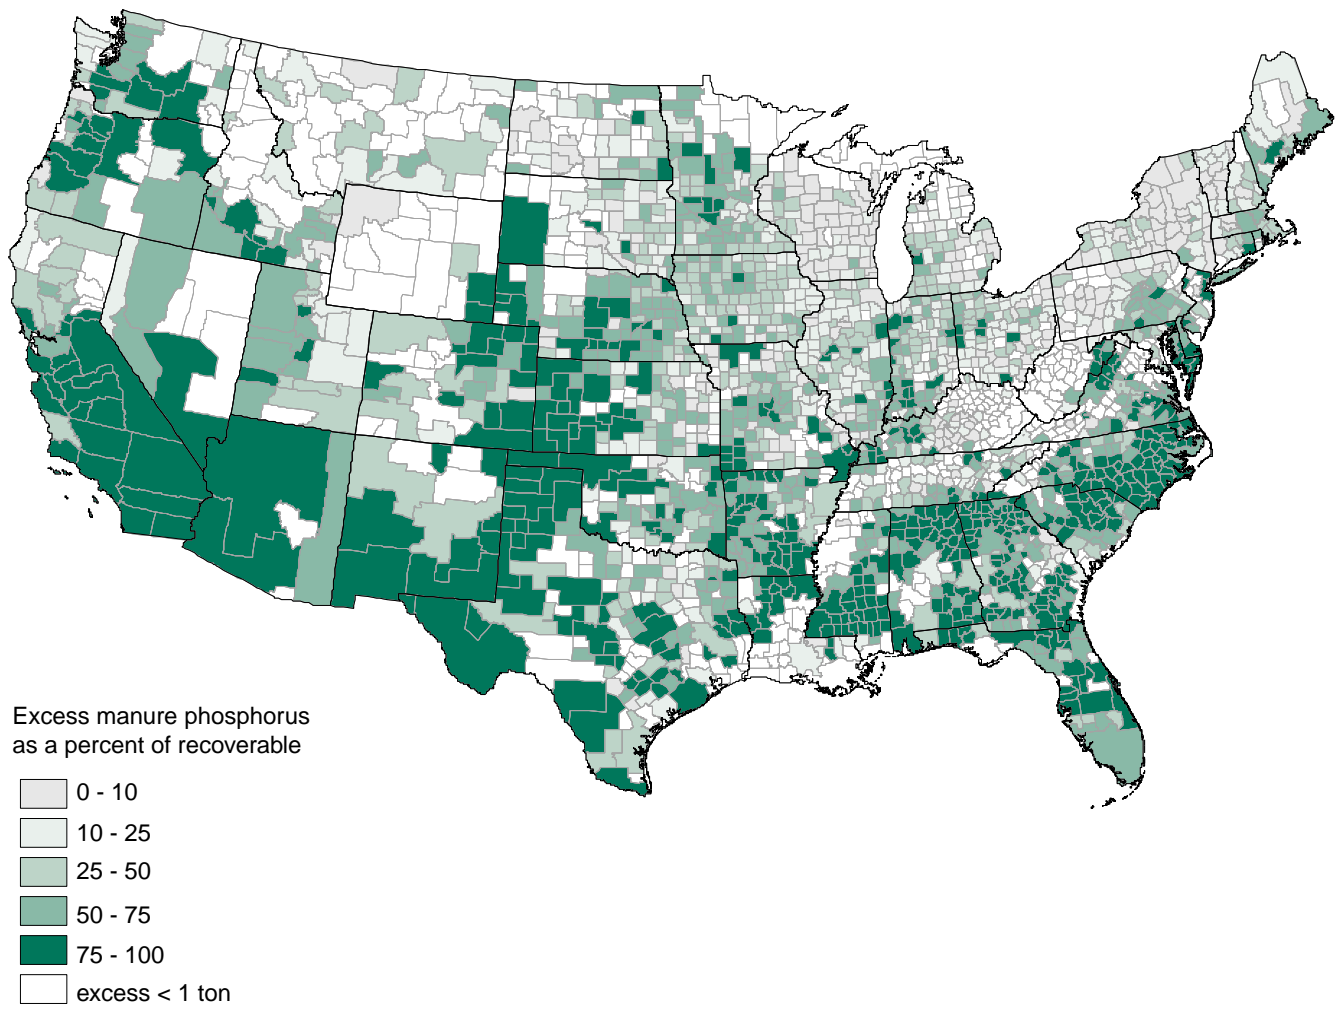 Excess manure phosphorus
as a percent of recoverable
0 - 10
10 - 25
25 - 50
50 - 75
75 - 100
excess < 1 ton